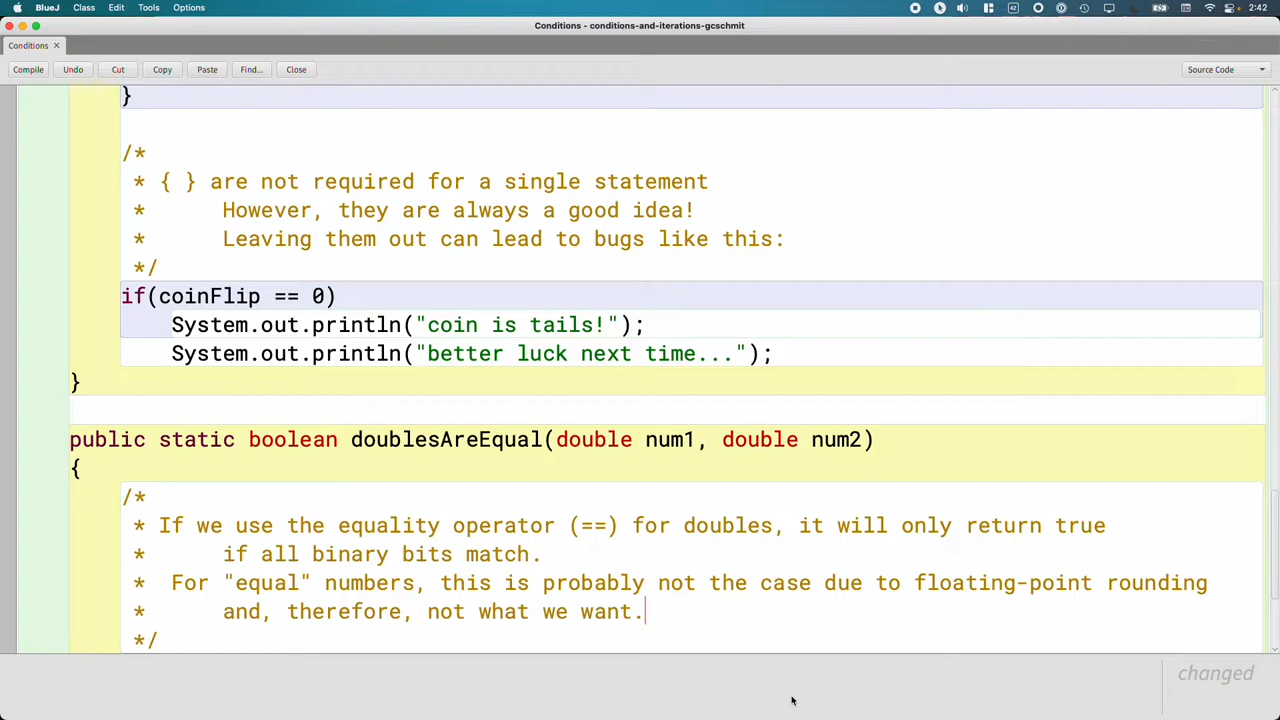 BlueJ Class Edit Tools Options 2:42
Conditions - conditions-and-iterations-gcschmit
Conditions ×
Compile Undo Cut Copy Paste Find... Close Source Code
}
/*
* { } are not required for a single statement
* However, they are always a good idea!
* Leaving them out can lead to bugs like this:
*/
if(coinFlip == 0)
System.out.println("coin is tails!");
System.out.println("better luck next time...");
}
public static boolean doublesAreEqual(double num1, double num2)
{
/*
* If we use the equality operator (==) for doubles, it will only return true
* if all binary bits match.
* For "equal" numbers, this is probably not the case due to floating-point rounding
* and, therefore, not what we want.
*/
changed